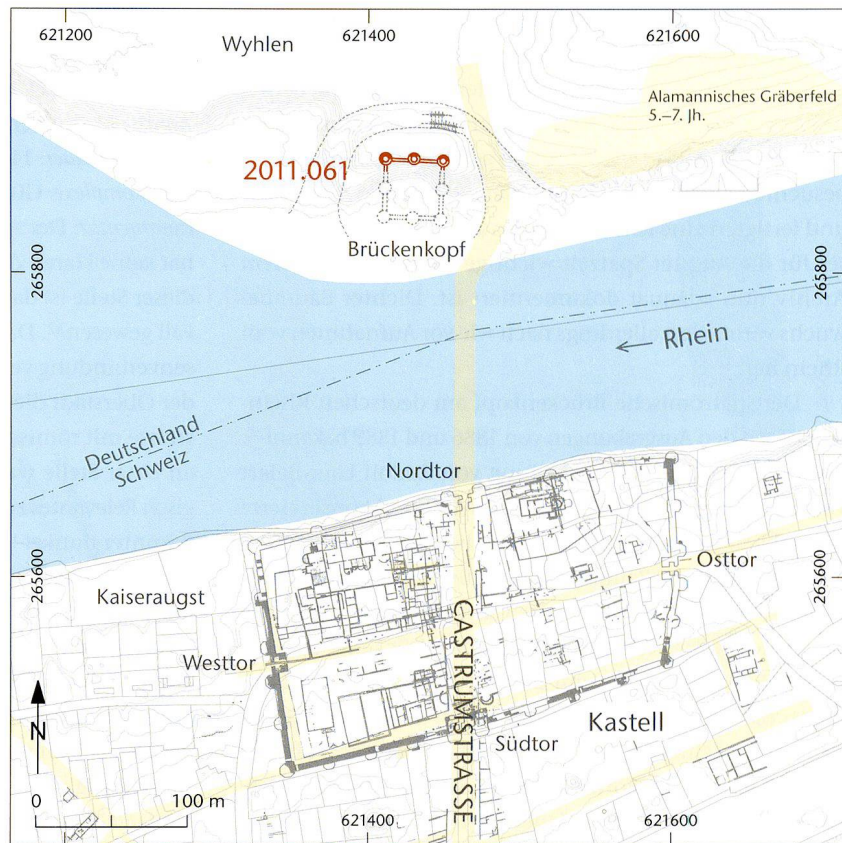 621200
621400
621600
Wyhlen
Alamannisches Gräberfeld
5.–7. Jh.
2011.061
Brückenkopf
265800
265800
← Rhein
Deutschland
Schweiz
Nordtor
265600
265600
Osttor
Kaiseraugst
Westtor
CASTRUMSTRASSE
N
Südtor
Kastell
0
100 m
621400
621600